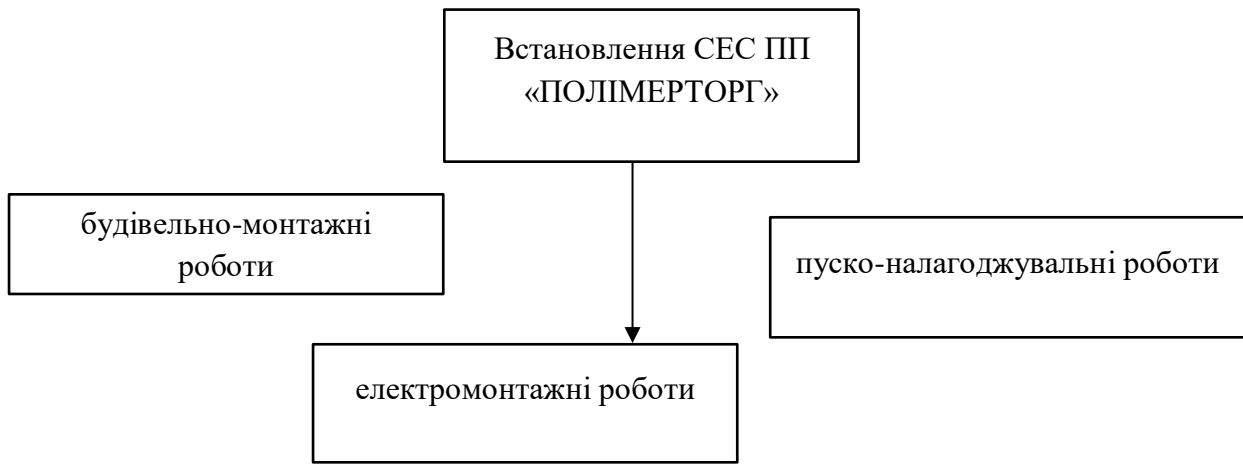 Встановлення СЕС ПП
«ПОЛІМЕРТОРГ»
будівельно-монтажні
роботи
пуско-налагоджувальні роботи
електромонтажні роботи